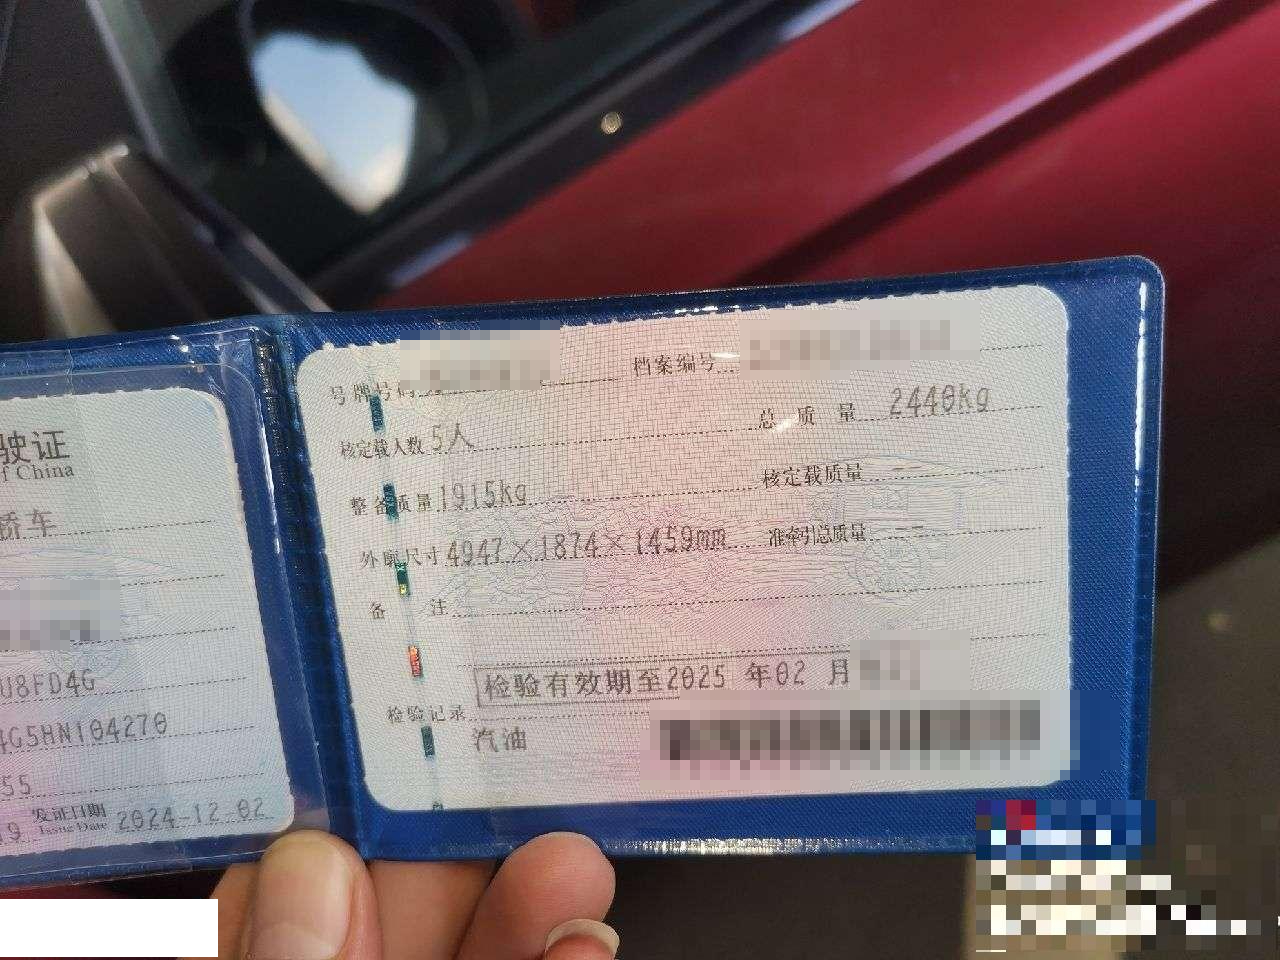 驶证
f China
轿车
U8FD4G
4G5HN104270
55
19 发证日期 2024-12-02
Issue Date
号牌号码
档案编号
核定载人数 5人
总质量 2440kg
整备质量 1915kg
核定载质量 ---
外廓尺寸 4947×1874×1459mm
准牵引总质量 ---
备注
检验有效期至2025 年02 月
检验记录
汽油